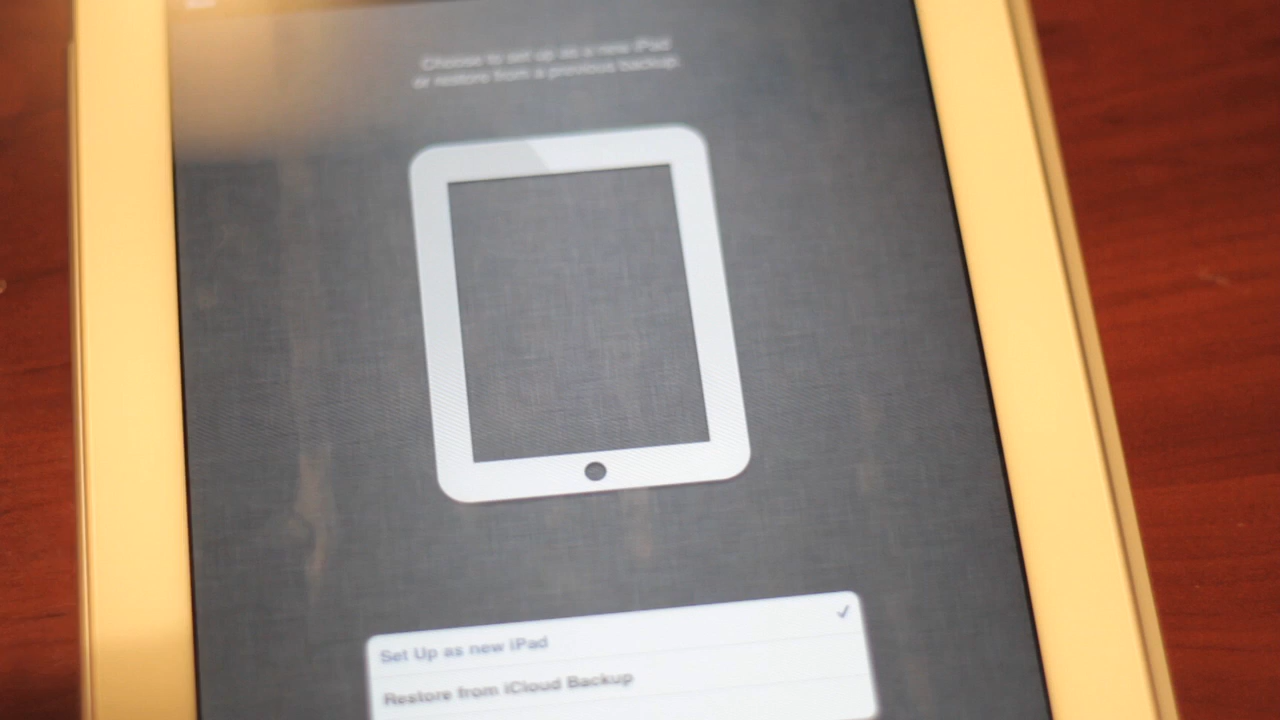 Choose to set up as a new iPad
or restore from a previous backup.
Set Up as new iPad
Restore from iCloud Backup